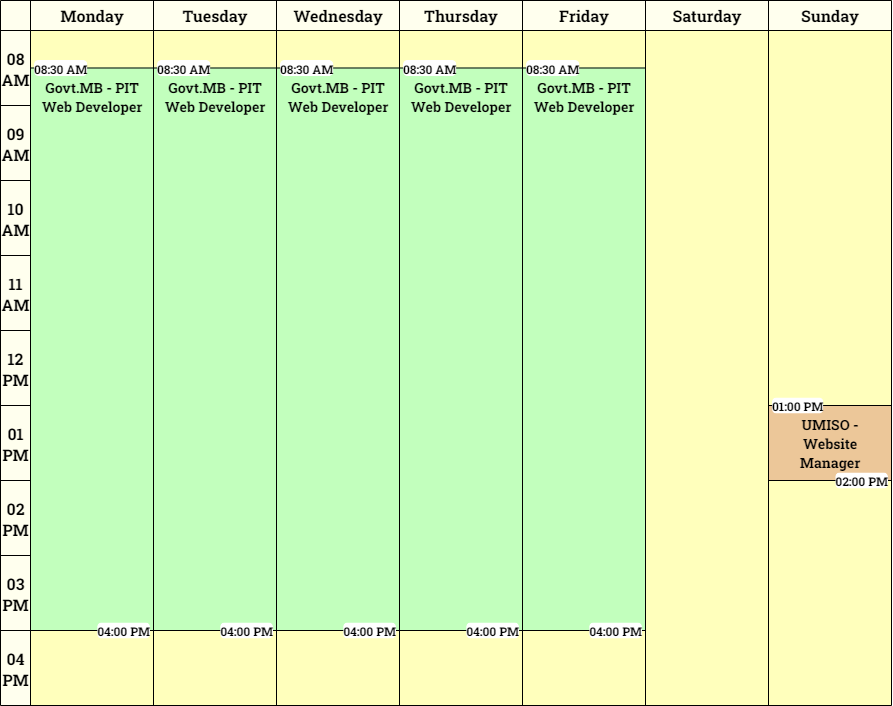 Monday Tuesday Wednesday Thursday Friday Saturday Sunday
08
AM
08:30 AM 08:30 AM 08:30 AM 08:30 AM 08:30 AM
Govt.MB - PIT Govt.MB - PIT Govt.MB - PIT Govt.MB - PIT Govt.MB - PIT
Web Developer Web Developer Web Developer Web Developer Web Developer
09
AM
10
AM
11
AM
12
PM
01:00 PM
UMISO -
01
Website
PM
Manager
02:00 PM
02
PM
03
PM
04:00 PM 04:00 PM 04:00 PM 04:00 PM 04:00 PM
04
PM